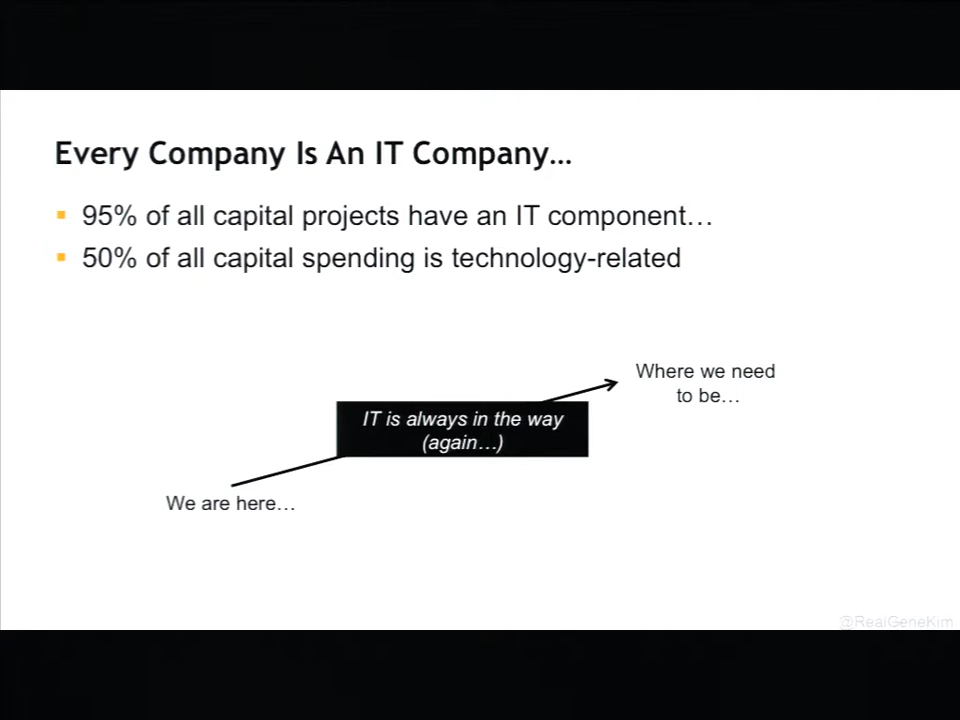 Every Company Is An IT Company…
95% of all capital projects have an IT component…
50% of all capital spending is technology-related
Where we need
to be…
IT is always in the way
(again…)
We are here…
@RealGeneKim